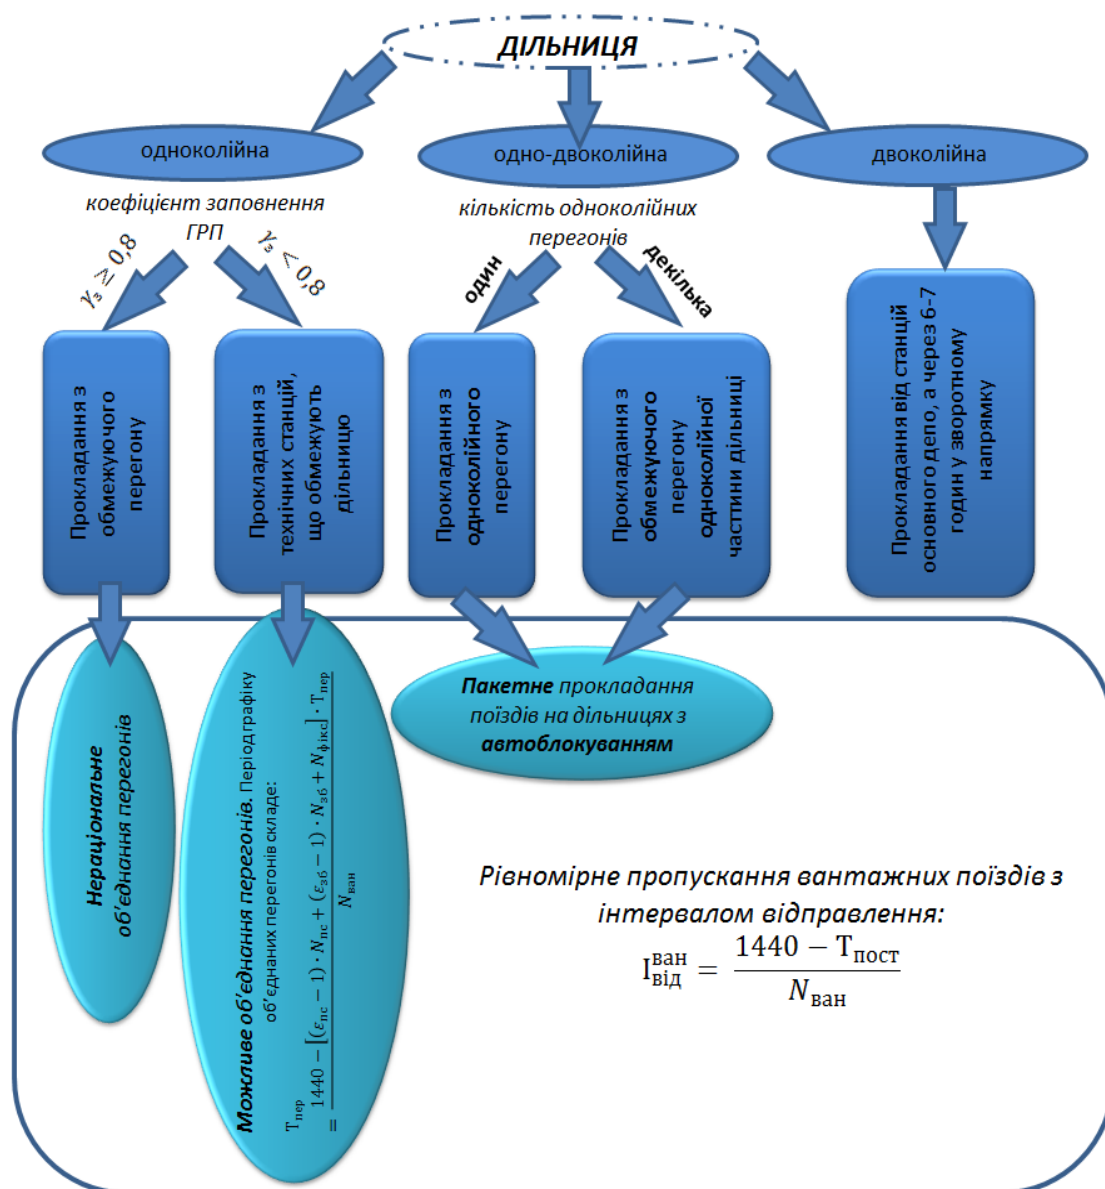 ДІЛЬНИЦЯ
одноколійна
одно-двоколійна
двоколійна
коефіцієнт заповнення
ГРП
кількість одноколійних
перегонів
γз ≥ 0,8
γз < 0,8
один
декілька
Прокладання з
обмежуючого
перегону
Прокладання з
технічних станцій,
що обмежують
дільницю
Прокладання з
одноколійного
перегону
Прокладання з
обмежуючого
перегону
одноколійної
частини дільниці
Прокладання від станцій
основного депо, а через 6-7
годин у зворотному
напрямку
Нераціональне
об'єднання перегонів
Можливе об'єднання перегонів. Період графіку
об'єднаних перегонів складе:
Tпер
= 1440 − [(εпс − 1) · Nпс + (εзб − 1) · Nзб + Nфікс] · Tпер
Nван
Пакетне прокладання
поїздів на дільницях з
автоблокуванням
Рівномірне пропускання вантажних поїздів з
інтервалом відправлення:
Iвідван = 1440 − Tпост
Nван